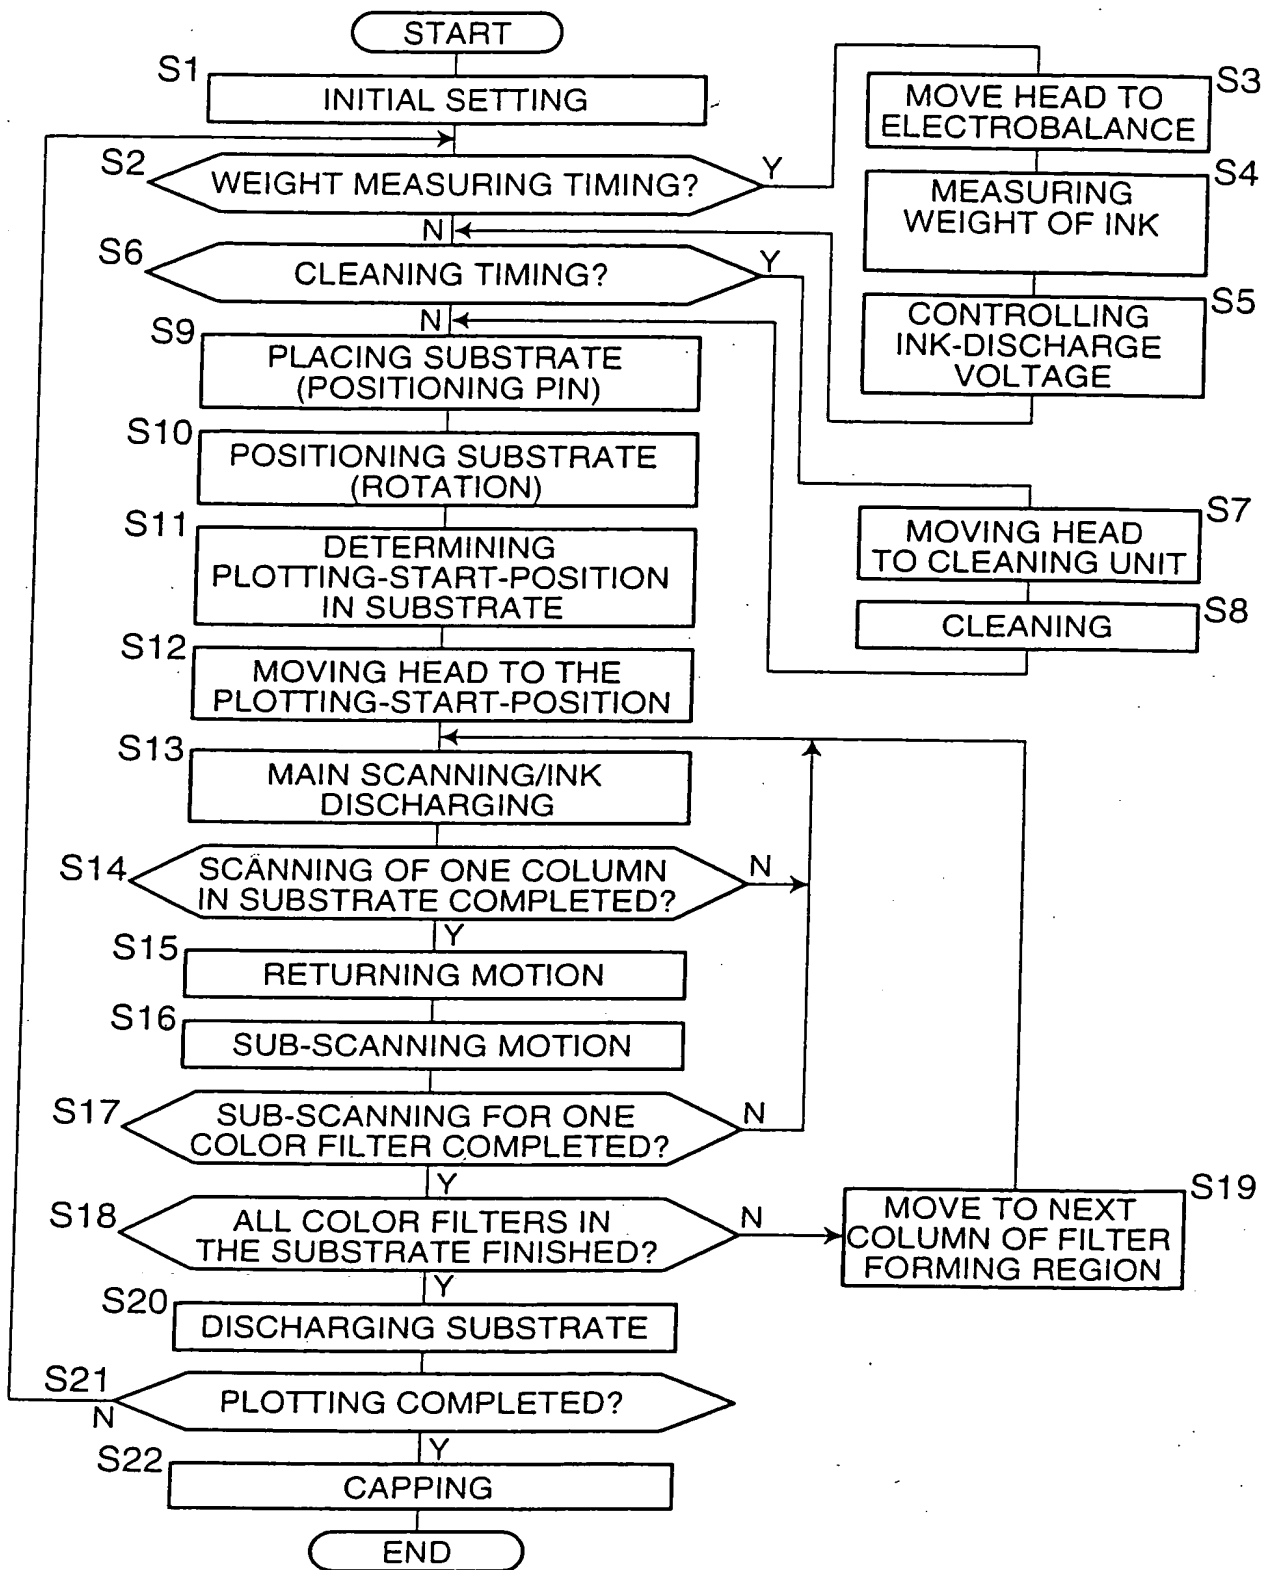 START
S1
INITIAL SETTING
S2
WEIGHT MEASURING TIMING?
Y
N
S3
MOVE HEAD TO
ELECTROBALANCE
S4
MEASURING
WEIGHT OF INK
S5
CONTROLLING
INK-DISCHARGE
VOLTAGE
S6
CLEANING TIMING?
Y
N
S7
MOVING HEAD
TO CLEANING UNIT
S8
CLEANING
S9
PLACING SUBSTRATE
(POSITIONING PIN)
S10
POSITIONING SUBSTRATE
(ROTATION)
S11
DETERMINING
PLOTTING-START-POSITION
IN SUBSTRATE
S12
MOVING HEAD TO THE
PLOTTING-START-POSITION
S13
MAIN SCANNING/INK
DISCHARGING
S14
SCANNING OF ONE COLUMN
IN SUBSTRATE COMPLETED?
N
Y
S15
RETURNING MOTION
S16
SUB-SCANNING MOTION
S17
SUB-SCANNING FOR ONE
COLOR FILTER COMPLETED?
N
Y
S18
ALL COLOR FILTERS IN
THE SUBSTRATE FINISHED?
N
Y
S19
MOVE TO NEXT
COLUMN OF FILTER
FORMING REGION
S20
DISCHARGING SUBSTRATE
S21
PLOTTING COMPLETED?
N
Y
S22
CAPPING
END